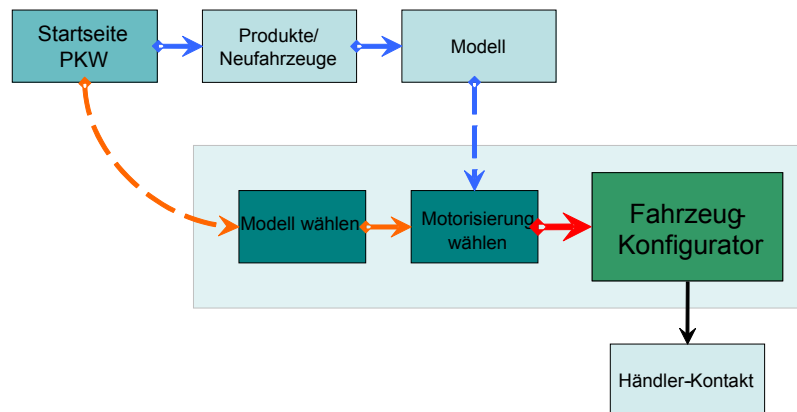 Startseite
PKW
Produkte/
Neufahrzeuge
Modell
Modell wählen
Motorisierung
wählen
Fahrzeug-
Konfigurator
Händler-Kontakt